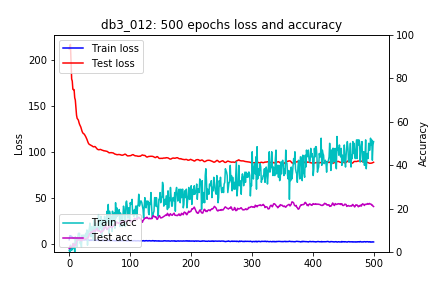 db3_012: 500 epochs loss and accuracy
Train loss
Test loss
Train acc
Test acc
Loss
Accuracy
200
150
100
50
0
100
80
60
40
20
0
0
100
200
300
400
500